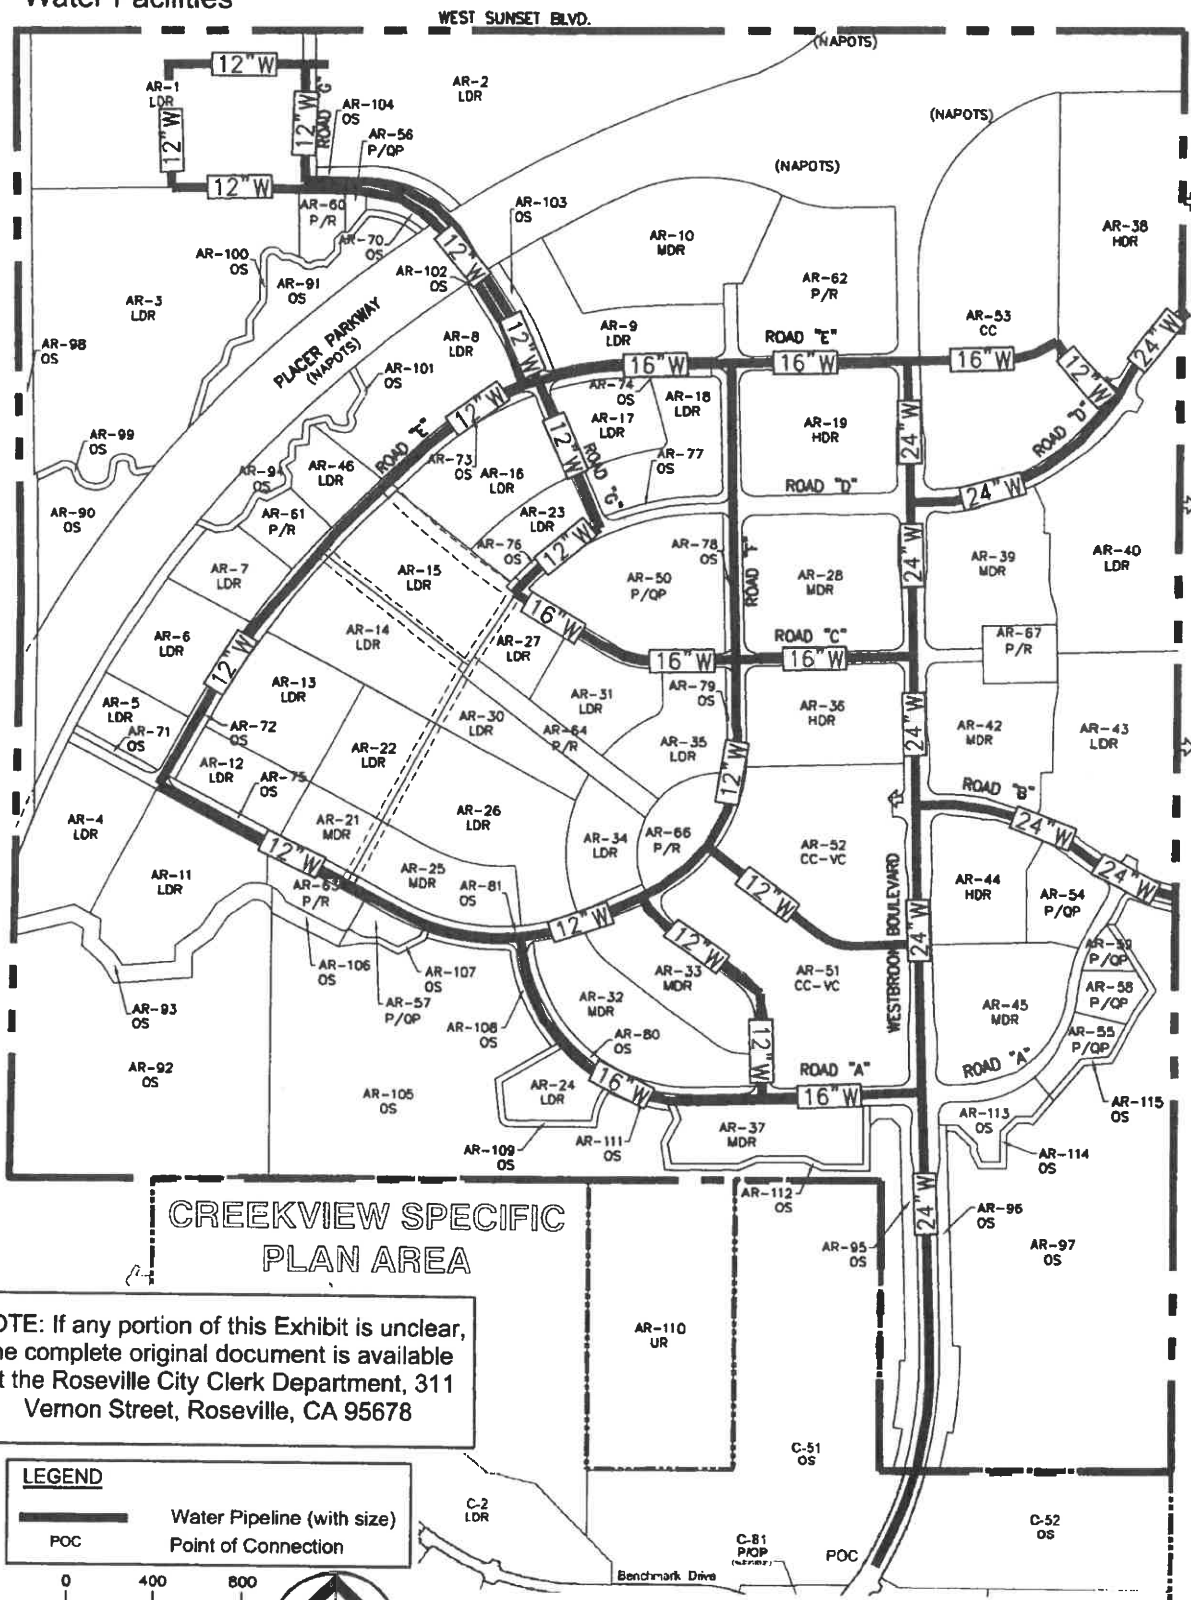 Water Facilities
WEST SUNSET BLVD.
(NAPOTS)
12"W
AR-1
LDR
AR-2
LDR
12"W
12"W
ROAD "G"
AR-104
OS
AR-56
P/QP
(NAPOTS)
(NAPOTS)
12"W
AR-60
P/R
AR-70
OS
AR-103
OS
AR-10
MDR
AR-38
HDR
AR-100
OS
AR-91
OS
AR-102
OS
12"W
AR-62
P/R
AR-3
LDR
PLACER PARKWAY
(NAPOTS)
AR-8
LDR
12"W
AR-9
LDR
ROAD "E"
AR-53
CC
24"W
AR-98
OS
AR-101
OS
16"W
16"W
16"W
12"W
AR-74
OS
AR-18
LDR
12"W
AR-17
LDR
AR-19
HDR
24"W
ROAD "D"
AR-99
OS
ROAD "E"
AR-73
OS
12"W
ROAD "G"
AR-77
OS
AR-94
OS
AR-46
LDR
AR-16
LDR
ROAD "D"
24"W
AR-90
OS
AR-61
P/R
AR-23
LDR
AR-76
OS
12"W
AR-78
OS
24"W
AR-39
MDR
AR-40
LDR
AR-7
LDR
AR-15
LDR
AR-50
P/QP
ROAD "F"
AR-28
MDR
AR-6
LDR
AR-14
LDR
16"W
AR-27
LDR
ROAD "C"
AR-67
P/R
12"W
16"W
16"W
AR-5
LDR
AR-13
LDR
AR-31
LDR
AR-79
OS
AR-36
HDR
24"W
AR-71
OS
AR-72
OS
AR-30
LDR
AR-64
P/R
AR-35
LDR
AR-42
MDR
AR-43
LDR
AR-12
LDR
AR-75
OS
AR-22
LDR
12"W
ROAD "B"
AR-4
LDR
AR-21
MDR
AR-26
LDR
AR-34
LDR
AR-66
P/R
AR-52
CC-VC
24"W
12"W
AR-11
LDR
AR-63
P/R
AR-25
MDR
AR-81
OS
12"W
12"W
WESTBROOK BOULEVARD
24"W
AR-44
HDR
AR-54
P/QP
24"W
AR-106
OS
AR-107
OS
AR-57
P/QP
12"W
AR-33
MDR
AR-51
CC-VC
AR-59
P/QP
AR-58
P/QP
AR-93
OS
AR-32
MDR
AR-45
MDR
AR-108
OS
AR-80
OS
12"W
AR-55
P/QP
AR-92
OS
AR-105
OS
AR-24
LDR
16"W
ROAD "A"
16"W
ROAD "A"
AR-115
OS
AR-109
OS
AR-111
OS
AR-37
MDR
AR-113
OS
AR-114
OS
AR-112
OS
24"W
AR-96
OS
CREEKVIEW SPECIFIC
PLAN AREA
AR-95
OS
AR-97
OS
AR-110
UR
OTE: If any portion of this Exhibit is unclear,
he complete original document is available
t the Roseville City Clerk Department, 311
Vernon Street, Roseville, CA 95678
C-51
OS
LEGEND
Water Pipeline (with size)
POC Point of Connection
C-2
LDR
C-81
P/QP
POC
C-52
OS
Benchmark Drive
0 400 800